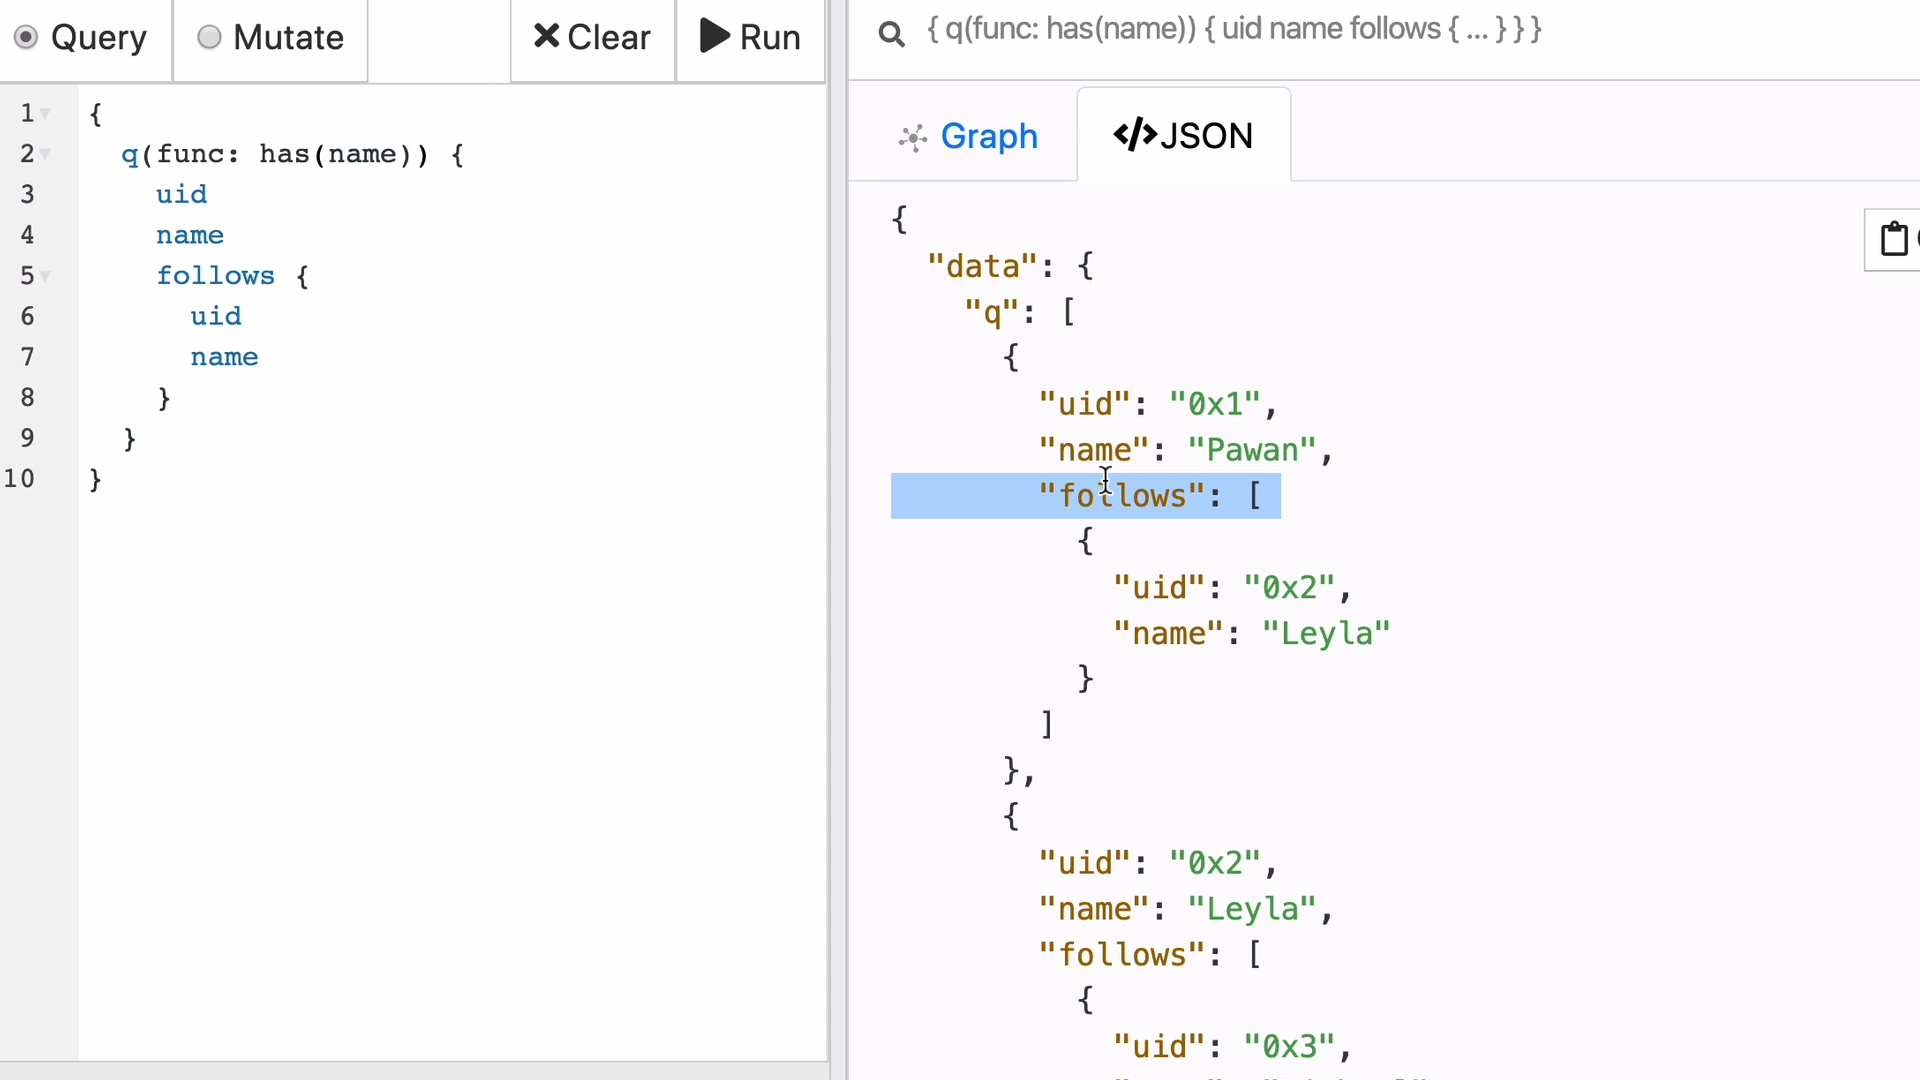 Query
Mutate
Clear
Run
1 {
2 q(func: has(name)) {
3 uid
4 name
5 follows {
6 uid
7 name
8 }
9 }
10 }
{ q(func: has(name)) { uid name follows { ... } } }
Graph
</>JSON
{
"data": {
"q": [
{
"uid": "0x1",
"name": "Pawan",
"follows": [
{
"uid": "0x2",
"name": "Leyla"
}
]
},
{
"uid": "0x2",
"name": "Leyla",
"follows": [
{
"uid": "0x3",